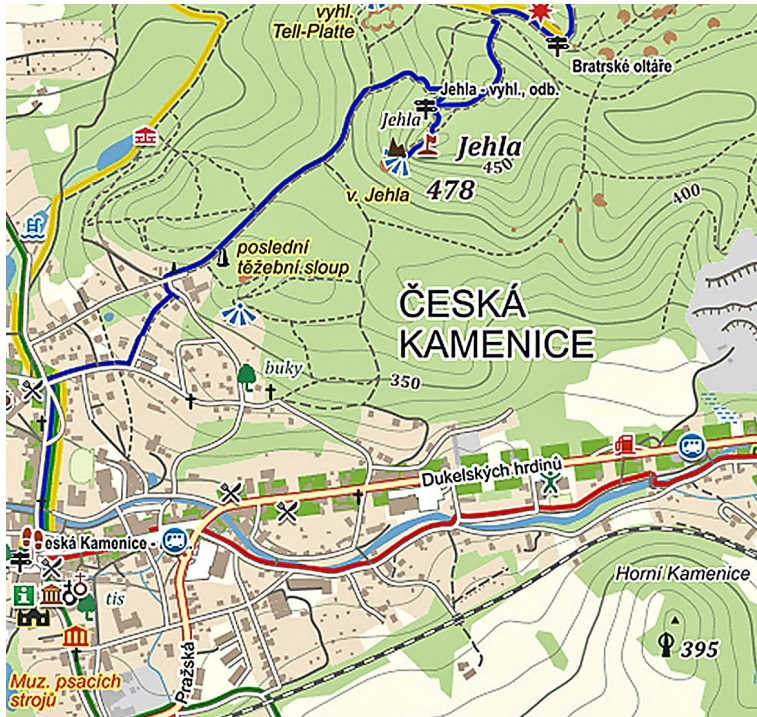 vyhl.
Tell-Platte
Bratrské oltáře
Jehla - vyhl., odb.
Jehla
Jehla
450
478
v. Jehla
400
poslední
těžební sloup
ČESKÁ
KAMENICE
buky
350
Dukelských hrdinů
eská Kamenice -
Horní Kamenice
tis
395
Pražská
Muz. psacích
strojů